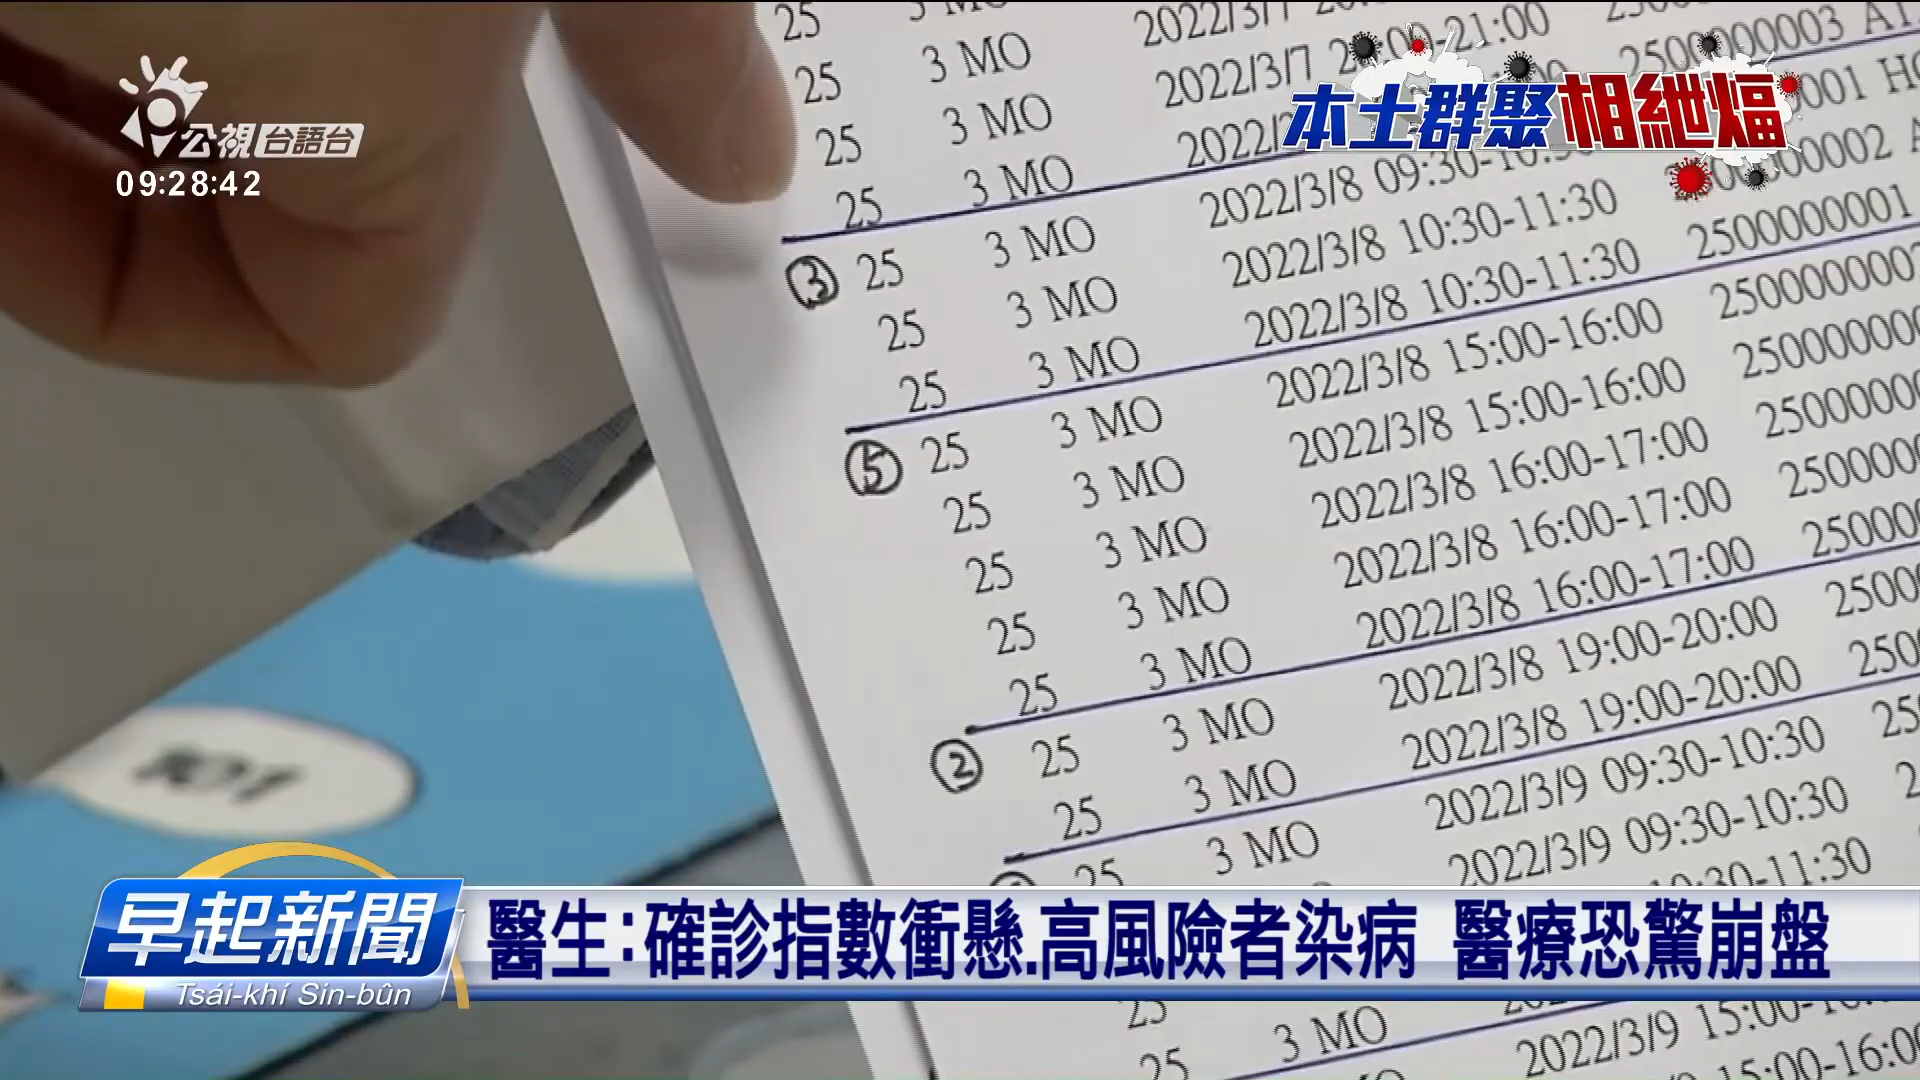 公視台語台
09:28:42
本土群聚相紲煏
25 3 MO
25 3 MO 2022/3/7
25 3 MO
25 3 MO
③ 25 3 MO 2022/3/8 09:30-10:30
25 3 MO 2022/3/8 10:30-11:30
25 3 MO 2022/3/8 10:30-11:30 2500000001
⑤ 25 3 MO 2022/3/8 15:00-16:00
25 3 MO 2022/3/8 15:00-16:00
25 3 MO 2022/3/8 16:00-17:00
25 3 MO 2022/3/8 16:00-17:00
25 3 MO 2022/3/8 16:00-17:00
② 25 3 MO 2022/3/8 19:00-20:00
25 3 MO 2022/3/8 19:00-20:00
25 3 MO 2022/3/9 09:30-10:30
2022/3/9 09:30-10:30
101
早起新聞
Tsái-khí Sin-bûn
醫生:確診指數衝懸.高風險者染病 醫療恐驚崩盤
25 3 MO 2022/3/9
25